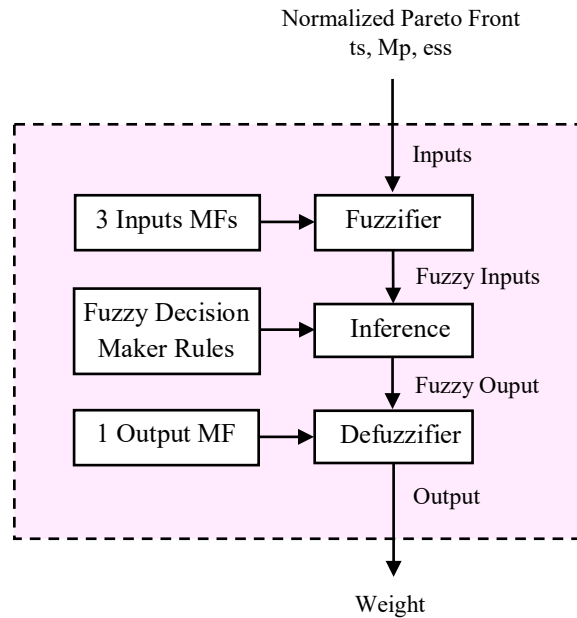 Normalized Pareto Front
ts, Mp, ess
Inputs
3 Inputs MFs
Fuzzifier
Fuzzy Inputs
Fuzzy Decision
Maker Rules
Inference
Fuzzy Ouput
1 Output MF
Defuzzifier
Output
Weight